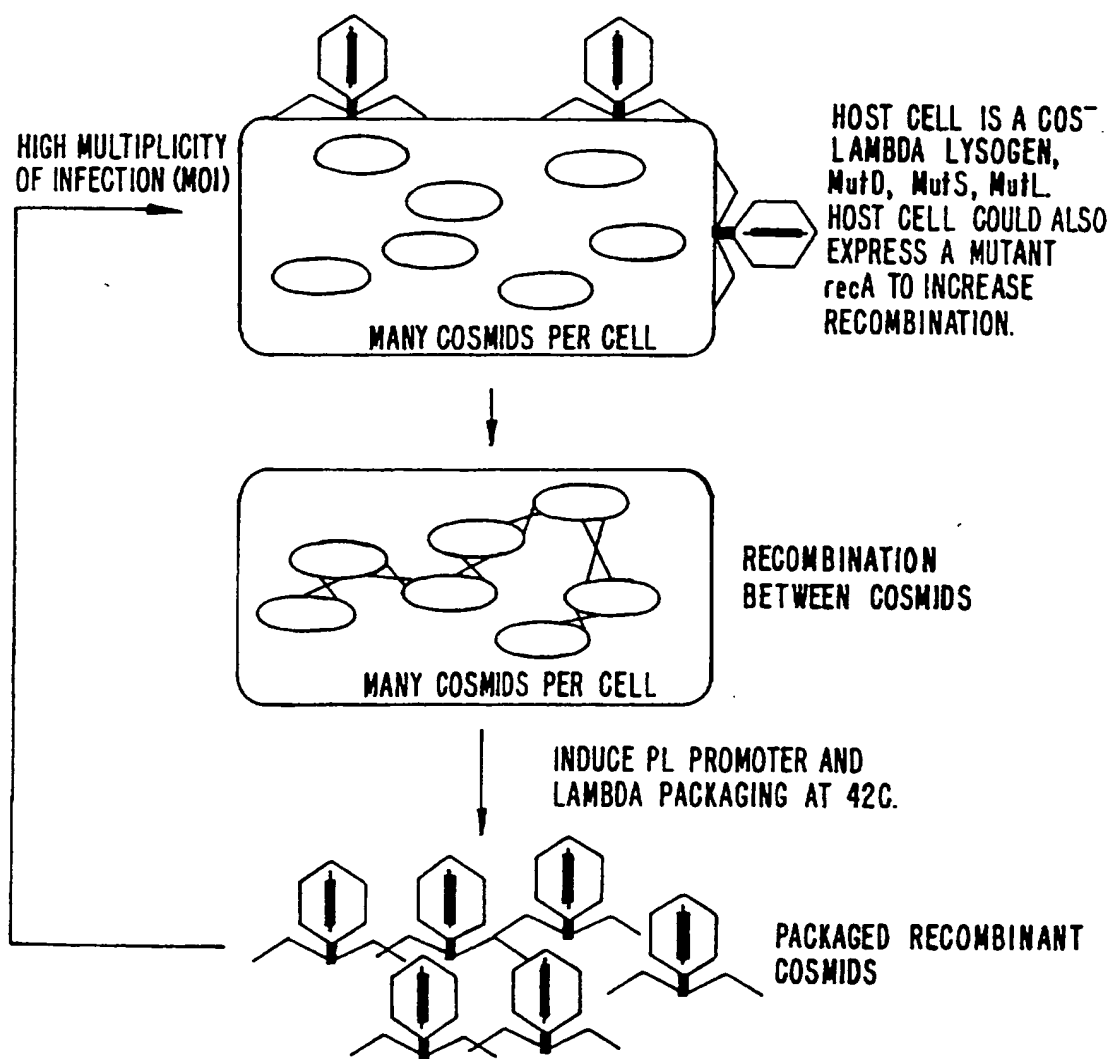 HIGH MULTIPLICITY
OF INFECTION (MOI)
HOST CELL IS A COS⁻
LAMBDA LYSOGEN,
MutD, MutS, MutL.
HOST CELL COULD ALSO
EXPRESS A MUTANT
recA TO INCREASE
RECOMBINATION.
MANY COSMIDS PER CELL
RECOMBINATION
BETWEEN COSMIDS
MANY COSMIDS PER CELL
INDUCE PL PROMOTER AND
LAMBDA PACKAGING AT 42C.
PACKAGED RECOMBINANT
COSMIDS